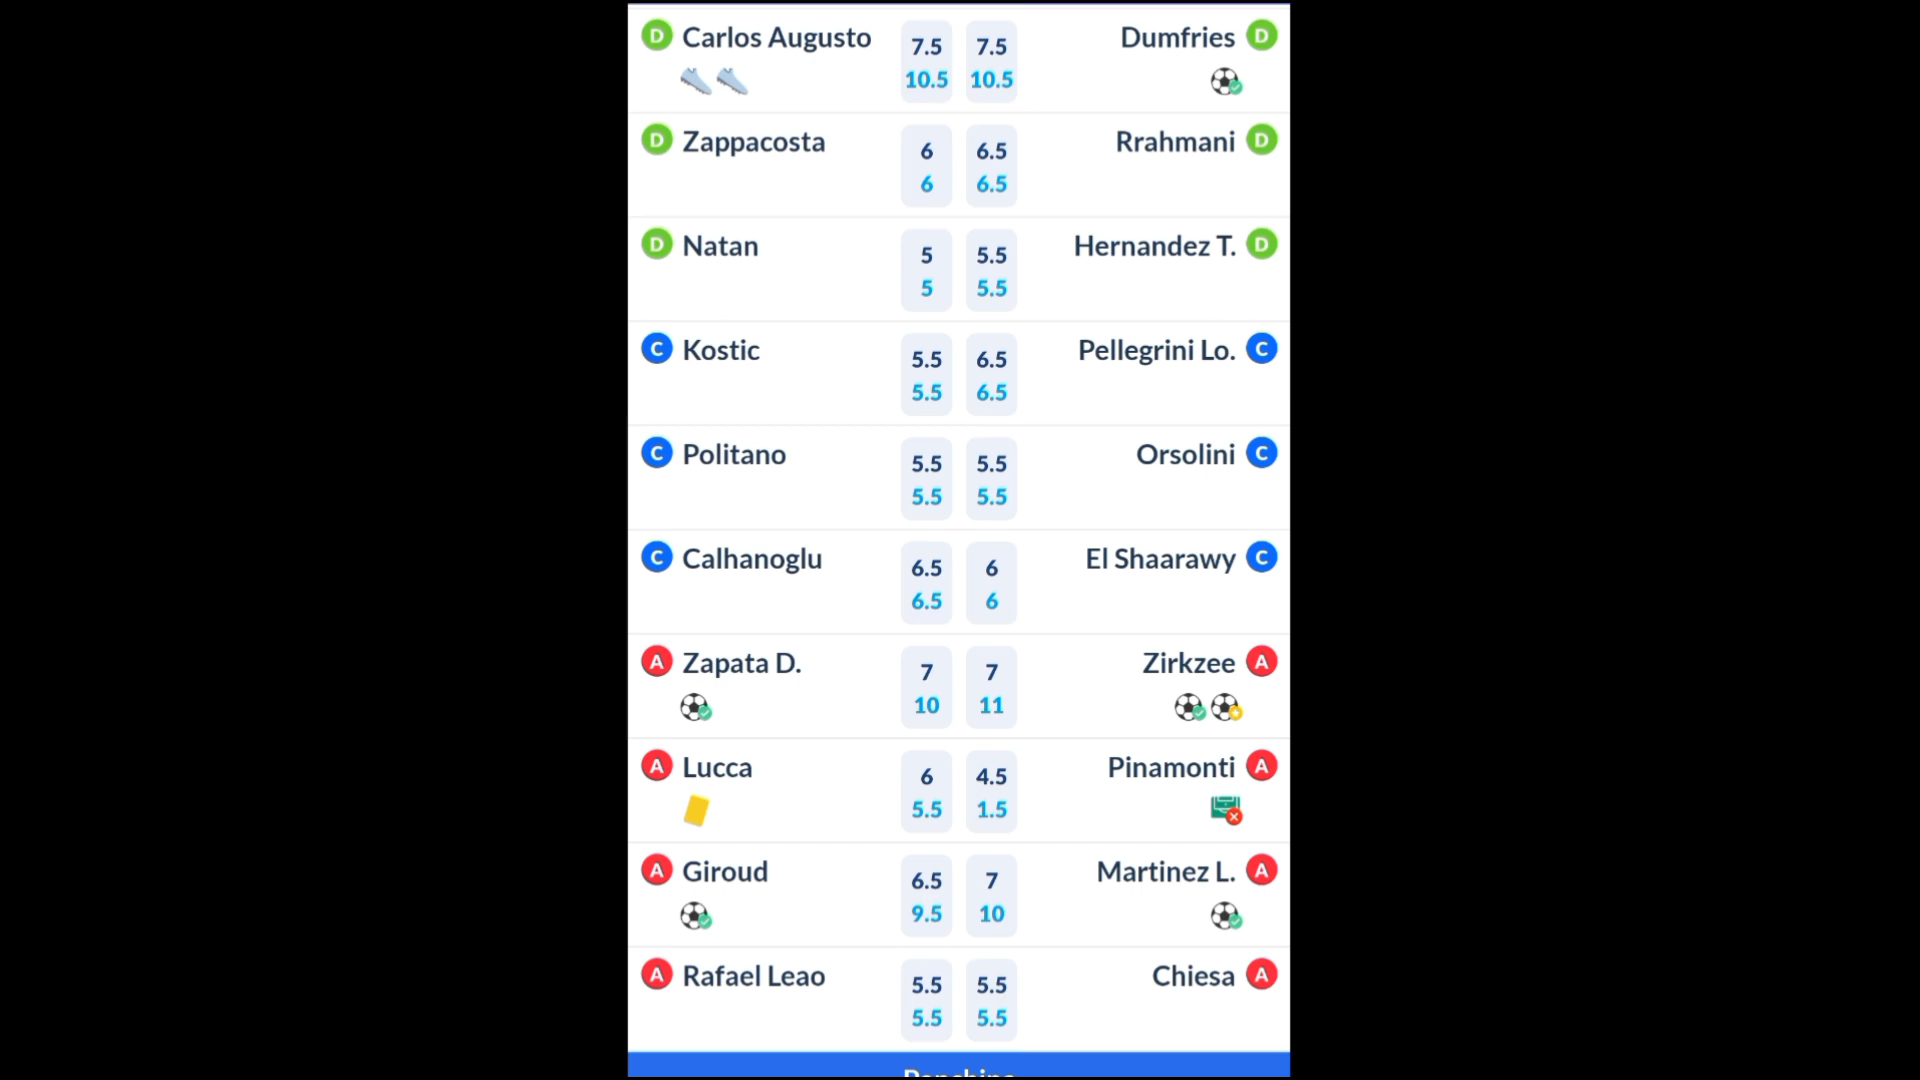 D Carlos Augusto 7.5 7.5 Dumfries D
10.5 10.5
D Zappacosta 6 6.5 Rrahmani D
6 6.5
D Natan 5 5.5 Hernandez T. D
5 5.5
C Kostic 5.5 6.5 Pellegrini Lo. C
5.5 6.5
C Politano 5.5 5.5 Orsolini C
5.5 5.5
C Calhanoglu 6.5 6 El Shaarawy C
6.5 6
A Zapata D. 7 7 Zirkzee A
10 11
A Lucca 6 4.5 Pinamonti A
5.5 1.5
A Giroud 6.5 7 Martinez L. A
9.5 10
A Rafael Leao 5.5 5.5 Chiesa A
5.5 5.5